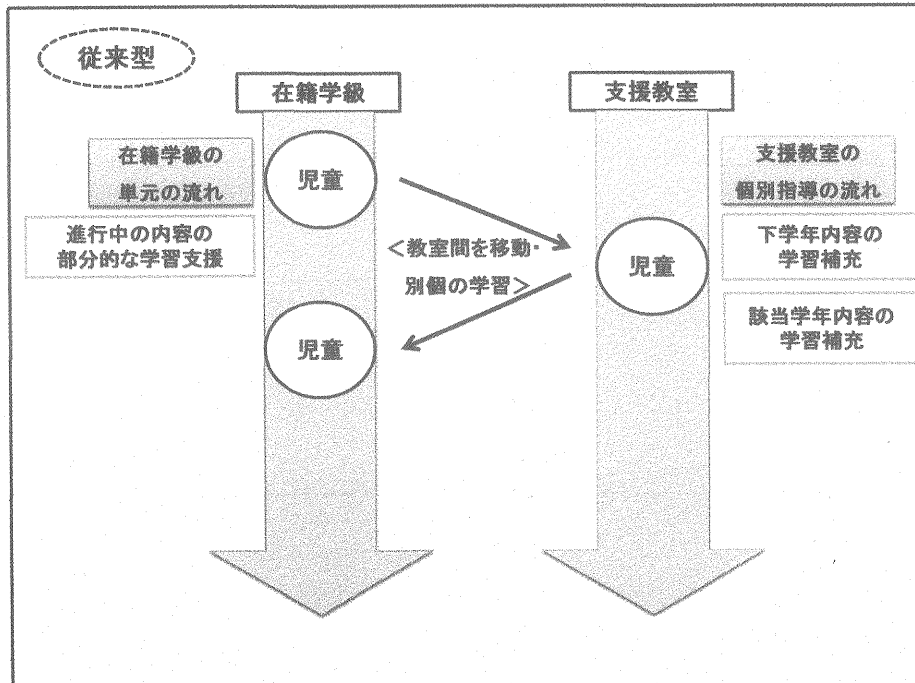 従来型
在籍学級
支援教室
在籍学級の
単元の流れ
進行中の内容の
部分的な学習支援
児童
児童
<教室間を移動・
別個の学習>
児童
支援教室の
個別指導の流れ
下学年内容の
学習補充
該当学年内容の
学習補充